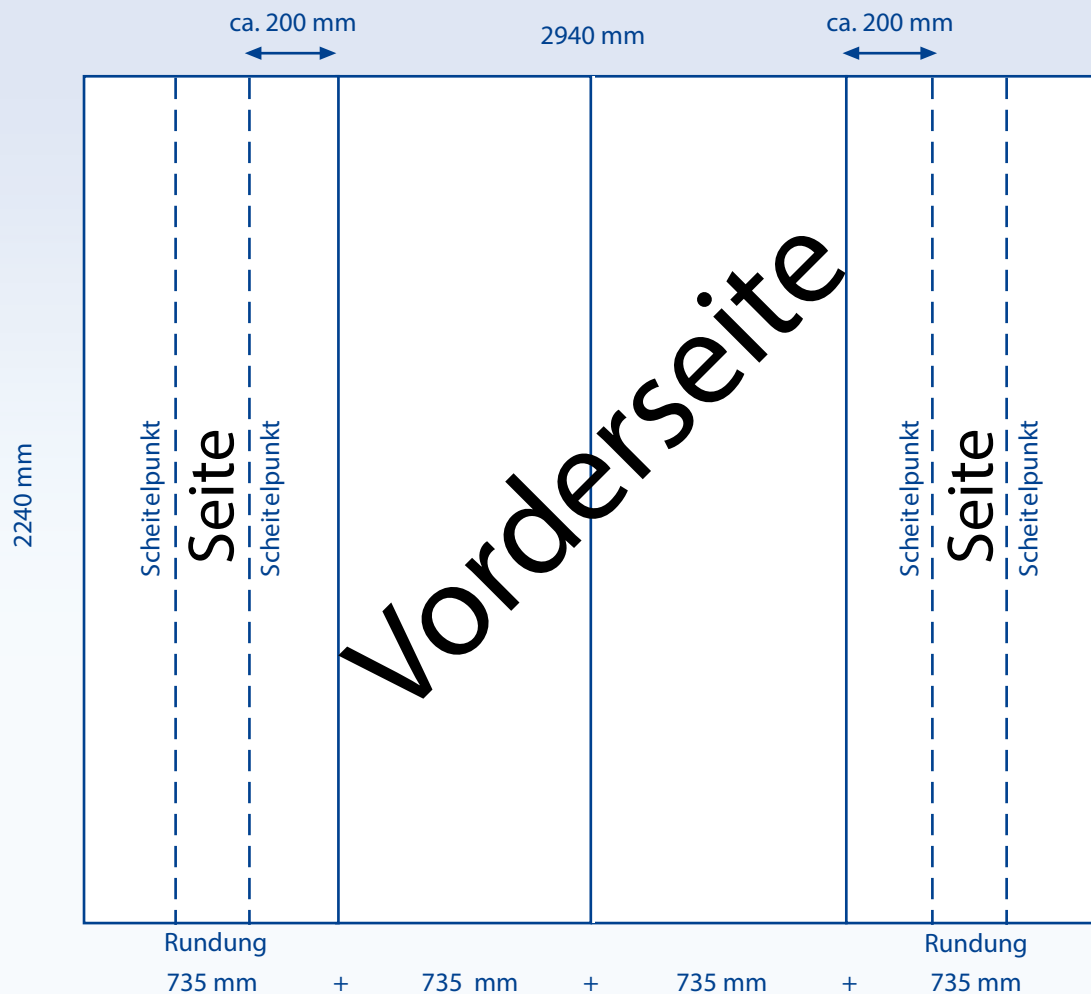 ca. 200 mm
2940 mm
ca. 200 mm
2240 mm
Scheitelpunkt
Seite
Scheitelpunkt
Vorderseite
Scheitelpunkt
Seite
Scheitelpunkt
Rundung
Rundung
735 mm + 735 mm + 735 mm + 735 mm